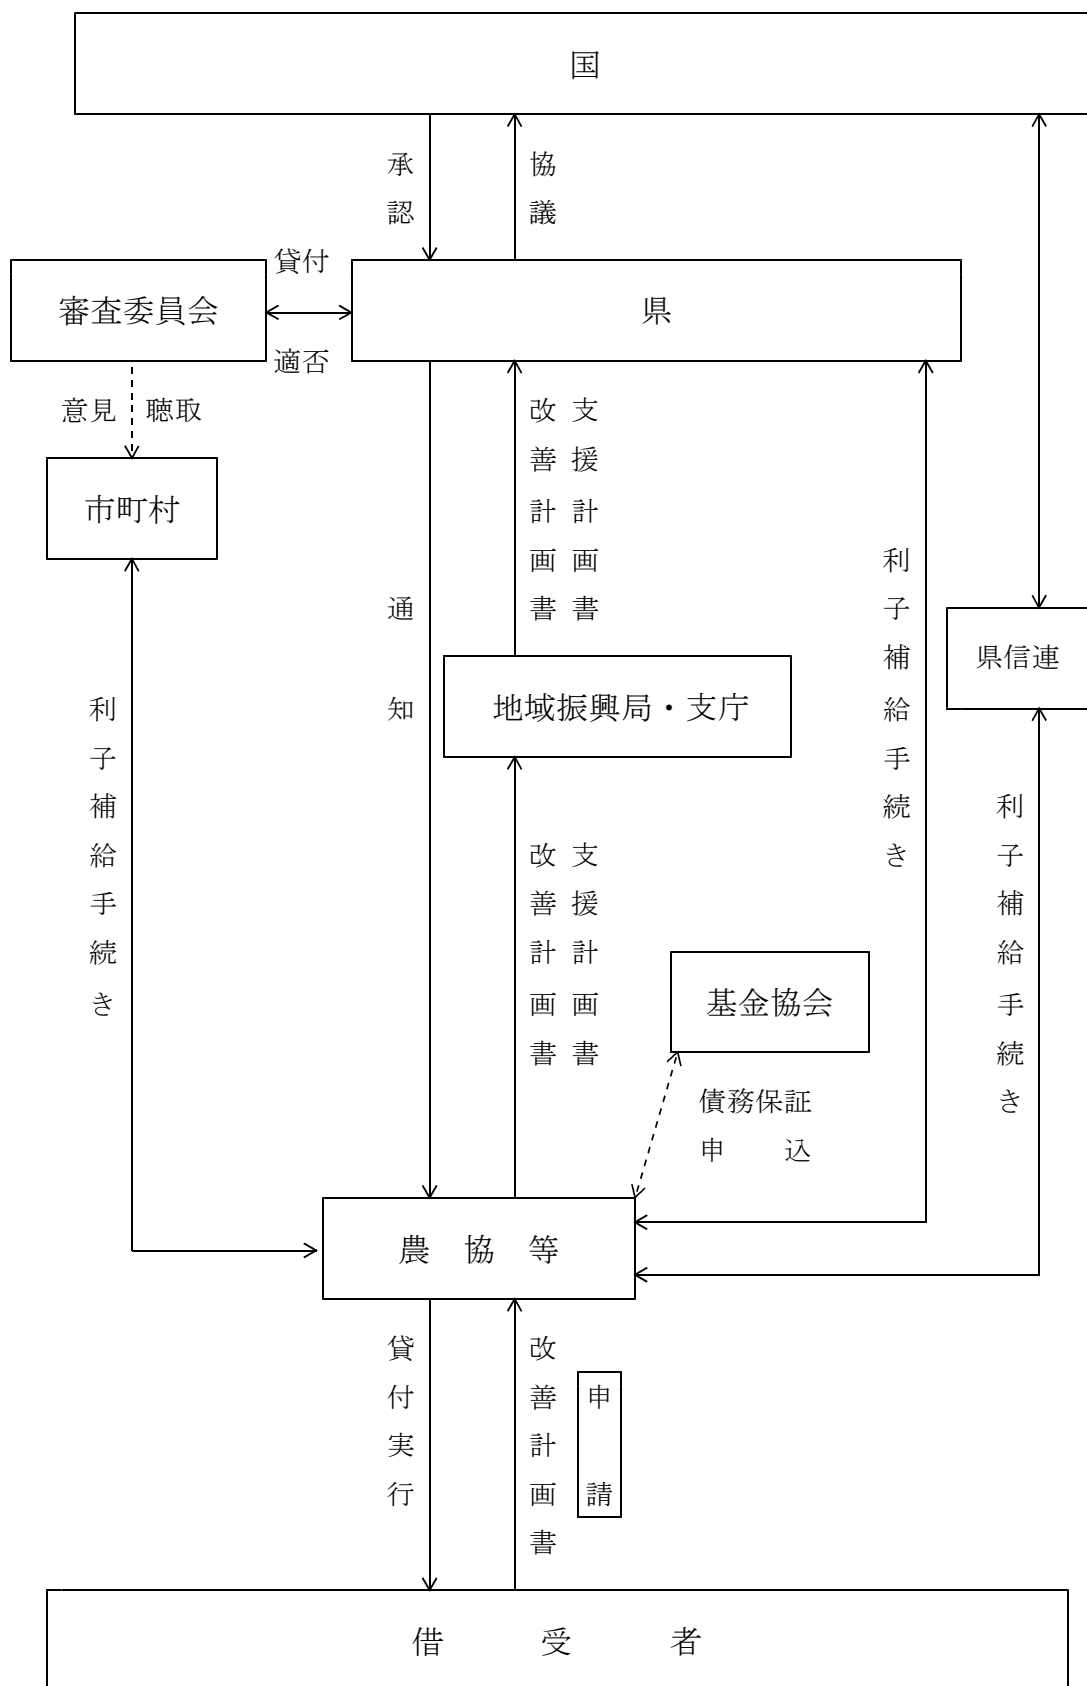 国
承認
協議
貸付
審査委員会
県
適否
意見 聴取
改善計画書
支援計画書
市町村
通知
利子補給手続き
県信連
地域振興局・支庁
利子補給手続き
利子補給手続き
改善計画書
支援計画書
基金協会
債務保証
申 込
農 協 等
貸付実行
改善計画書
申 請
借 受 者